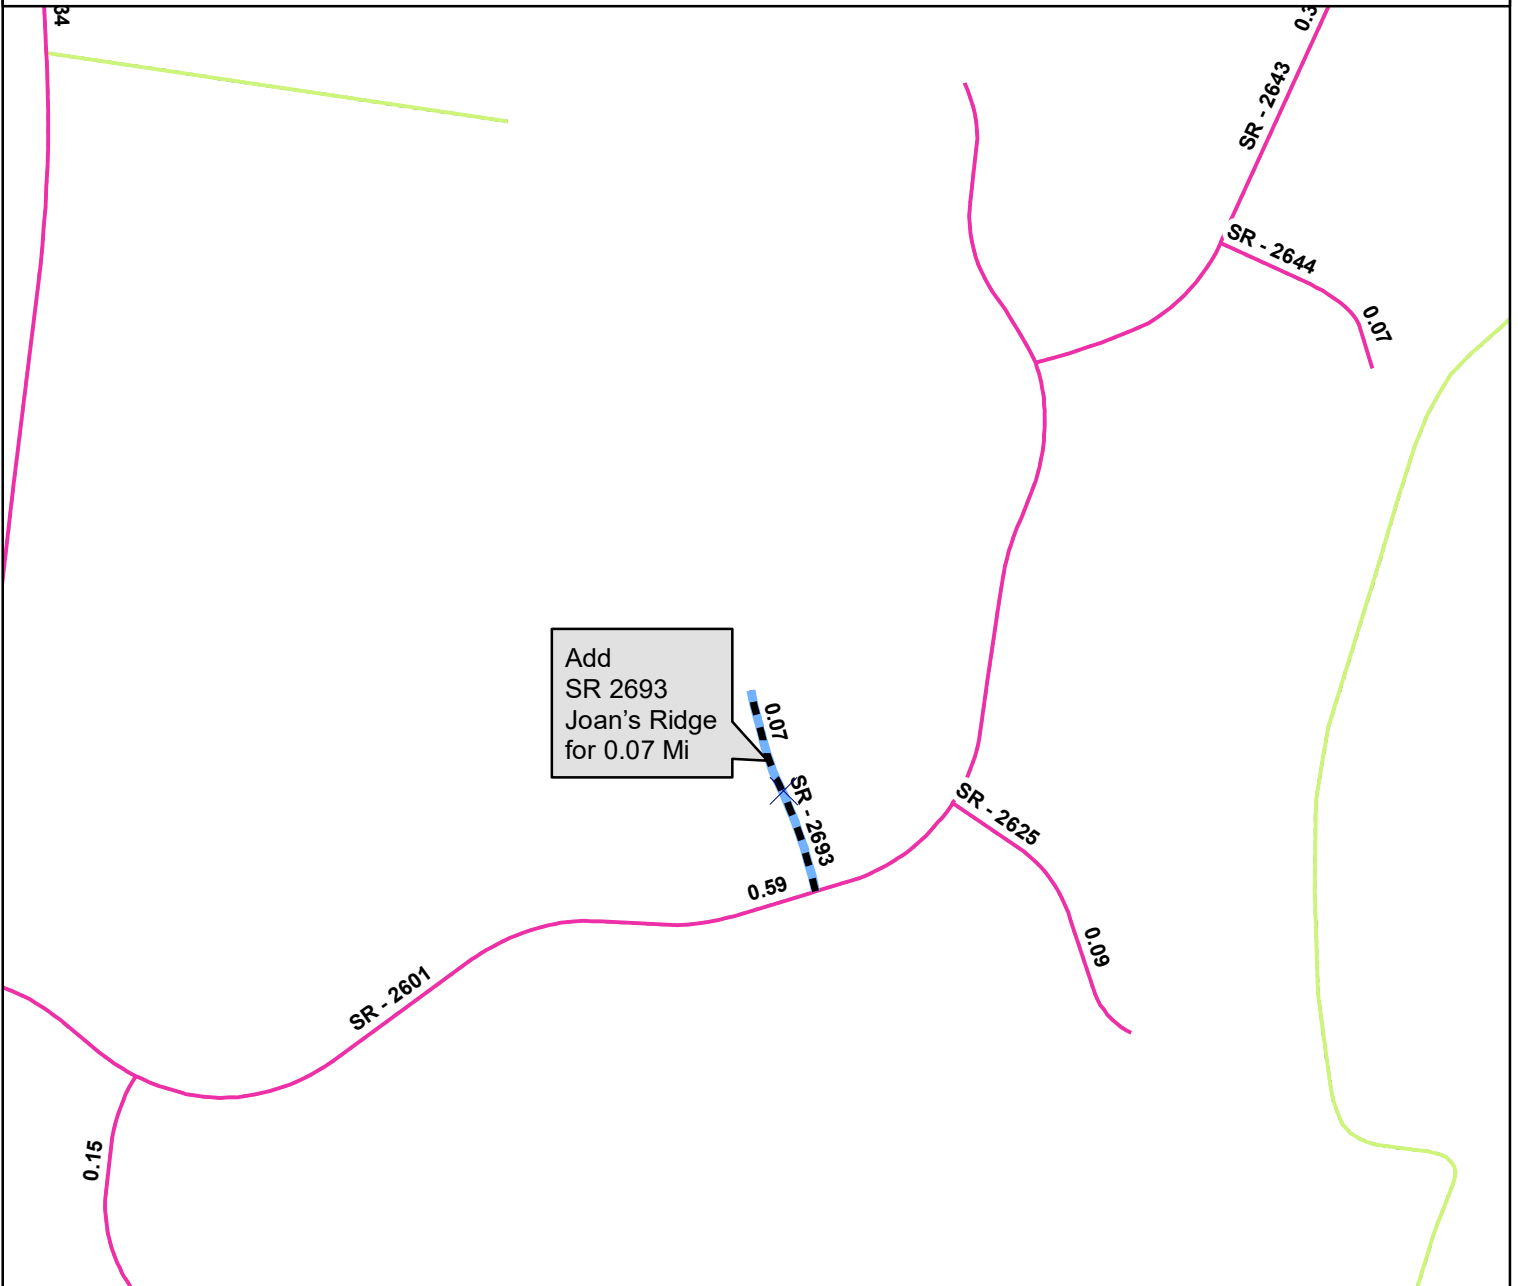 SR - 2643
SR - 2644
0.07
Add
SR 2693
Joan’s Ridge
for 0.07 Mi
0.07
SR - 2693
SR - 2625
0.59
0.09
SR - 2601
0.15